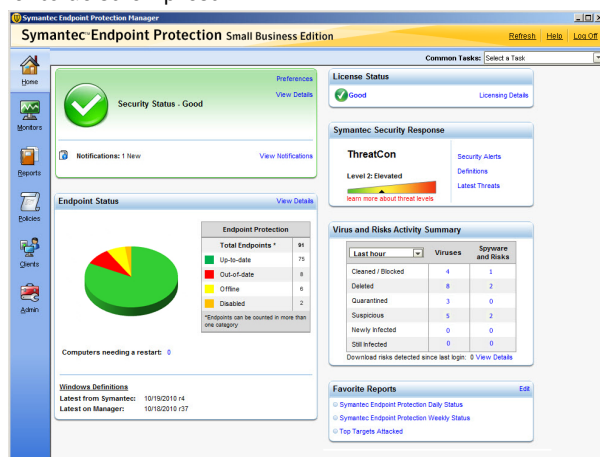 Symantec Endpoint Protection Manager
Symantec™ Endpoint Protection Small Business Edition
Refresh Help Log Off
Common Tasks: Select a Task
Home
Monitors
Reports
Policies
Clients
Admin
Preferences
Security Status - Good
View Details
Notifications: 1 New
View Notifications
Endpoint Status
View Details
Endpoint Protection
Total Endpoints * 91
Up-to-date 75
Out-of-date 8
Offline 6
Disabled 2
*Endpoints can be counted in more than one category
Computers needing a restart: 0
Windows Definitions
Latest from Symantec: 10/19/2010 r4
Latest on Manager: 10/18/2010 r37
License Status
Good
Licensing Details
Symantec Security Response
ThreatCon
Level 2: Elevated
learn more about threat levels
Security Alerts
Definitions
Latest Threats
Virus and Risks Activity Summary
Last hour Viruses Spyware and Risks
Cleaned / Blocked 4 1
Deleted 8 2
Quarantined 3 0
Suspicious 5 2
Newly Infected 0 0
Still Infected 0 0
Download risks detected since last login: 0 View Details
Favorite Reports
Edit
Symantec Endpoint Protection Daily Status
Symantec Endpoint Protection Weekly Status
Top Targets Attacked